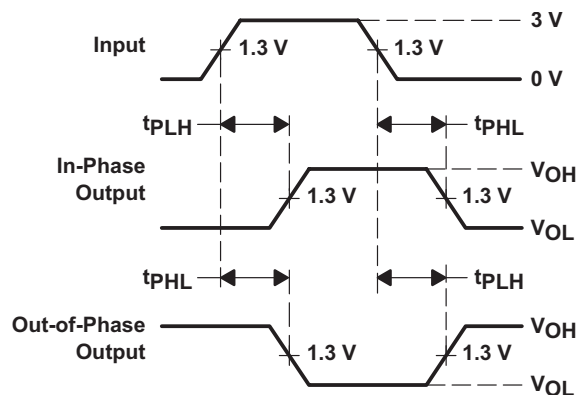 3 V
Input
1.3 V
1.3 V
0 V
tPLH
tPHL
In-Phase
Output
VOH
1.3 V
1.3 V
VOL
tPHL
tPLH
Out-of-Phase
Output
VOH
1.3 V
1.3 V
VOL